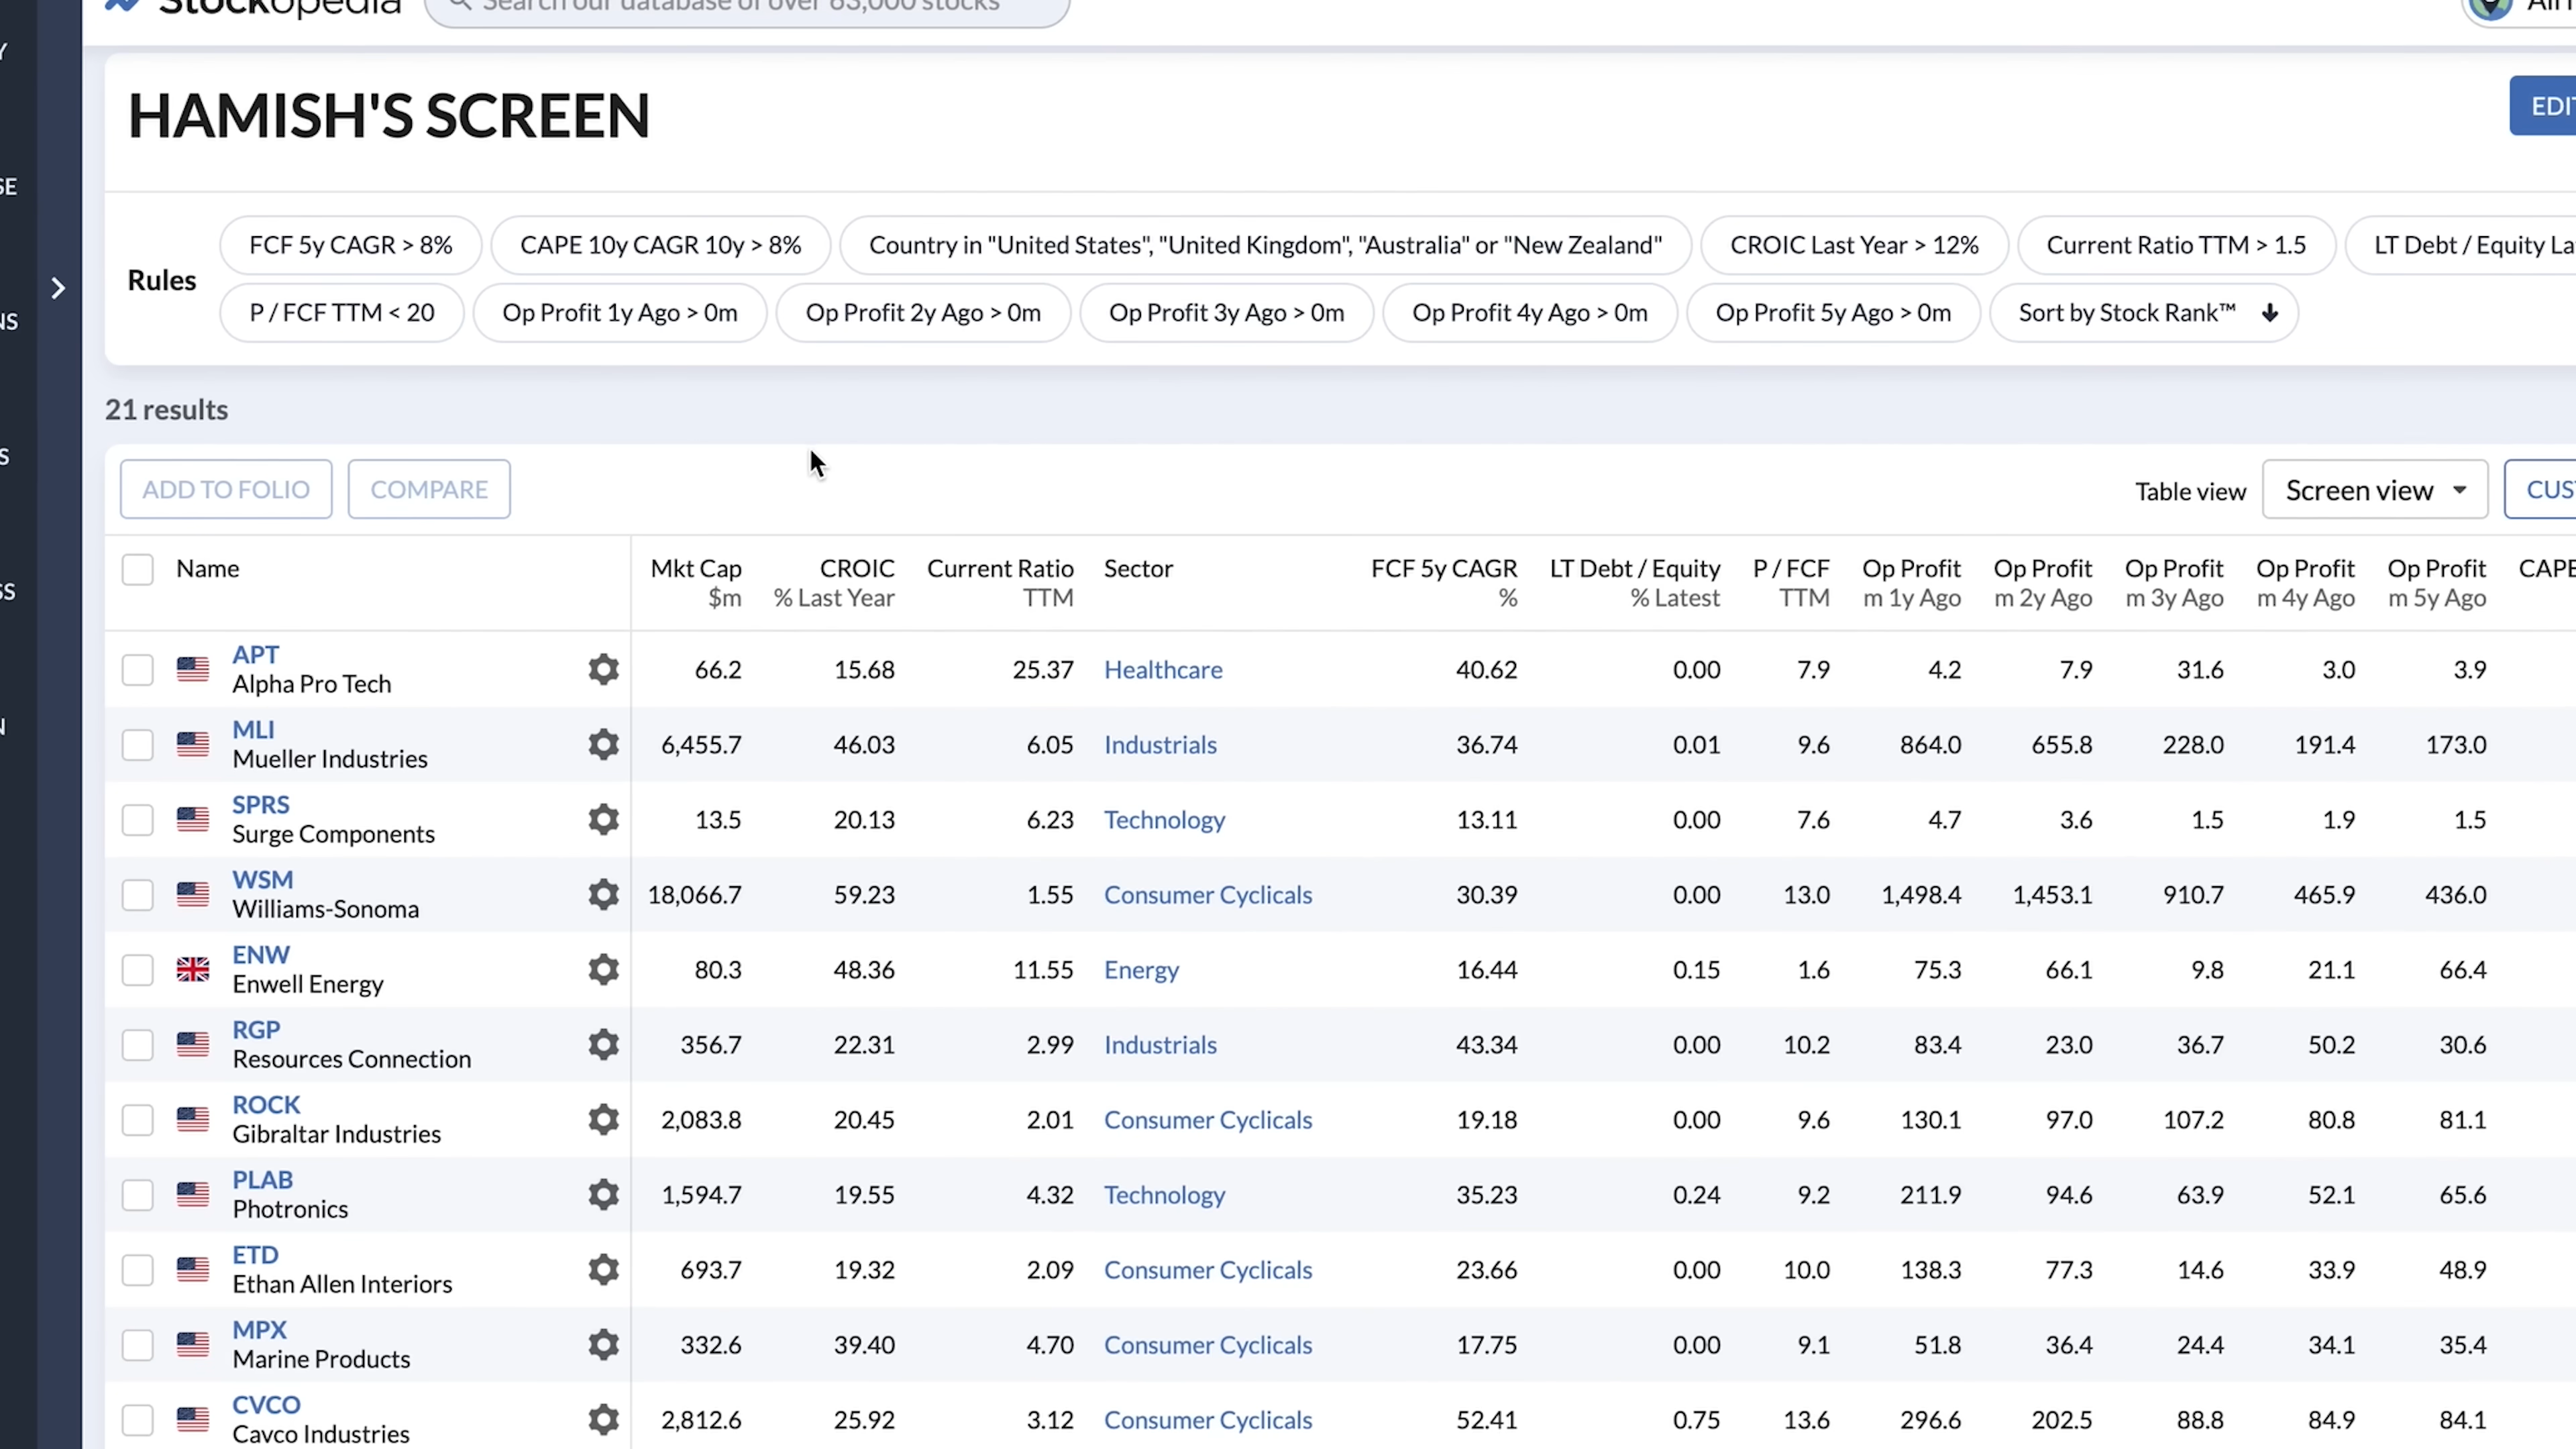 Stockopedia Search our database of over 63,000 stocks
HAMISH'S SCREEN
Rules
FCF 5y CAGR > 8% CAPE 10y CAGR 10y > 8% Country in "United States", "United Kingdom", "Australia" or "New Zealand" CROIC Last Year > 12% Current Ratio TTM > 1.5 LT Debt / Equity La
P / FCF TTM < 20 Op Profit 1y Ago > 0m Op Profit 2y Ago > 0m Op Profit 3y Ago > 0m Op Profit 4y Ago > 0m Op Profit 5y Ago > 0m Sort by Stock Rank™
21 results
ADD TO FOLIO COMPARE Table view Screen view
Name Mkt Cap CROIC Current Ratio Sector FCF 5y CAGR LT Debt / Equity P / FCF Op Profit Op Profit Op Profit Op Profit Op Profit CAPE
$m % Last Year TTM % % Latest TTM m 1y Ago m 2y Ago m 3y Ago m 4y Ago m 5y Ago
APT
Alpha Pro Tech
66.2 15.68 25.37 Healthcare 40.62 0.00 7.9 4.2 7.9 31.6 3.0 3.9
MLI
Mueller Industries
6,455.7 46.03 6.05 Industrials 36.74 0.01 9.6 864.0 655.8 228.0 191.4 173.0
SPRS
Surge Components
13.5 20.13 6.23 Technology 13.11 0.00 7.6 4.7 3.6 1.5 1.9 1.5
WSM
Williams-Sonoma
18,066.7 59.23 1.55 Consumer Cyclicals 30.39 0.00 13.0 1,498.4 1,453.1 910.7 465.9 436.0
ENW
Enwell Energy
80.3 48.36 11.55 Energy 16.44 0.15 1.6 75.3 66.1 9.8 21.1 66.4
RGP
Resources Connection
356.7 22.31 2.99 Industrials 43.34 0.00 10.2 83.4 23.0 36.7 50.2 30.6
ROCK
Gibraltar Industries
2,083.8 20.45 2.01 Consumer Cyclicals 19.18 0.00 9.6 130.1 97.0 107.2 80.8 81.1
PLAB
Photronics
1,594.7 19.55 4.32 Technology 35.23 0.24 9.2 211.9 94.6 63.9 52.1 65.6
ETD
Ethan Allen Interiors
693.7 19.32 2.09 Consumer Cyclicals 23.66 0.00 10.0 138.3 77.3 14.6 33.9 48.9
MPX
Marine Products
332.6 39.40 4.70 Consumer Cyclicals 17.75 0.00 9.1 51.8 36.4 24.4 34.1 35.4
CVCO
Cavco Industries
2,812.6 25.92 3.12 Consumer Cyclicals 52.41 0.75 13.6 296.6 202.5 88.8 84.9 84.1